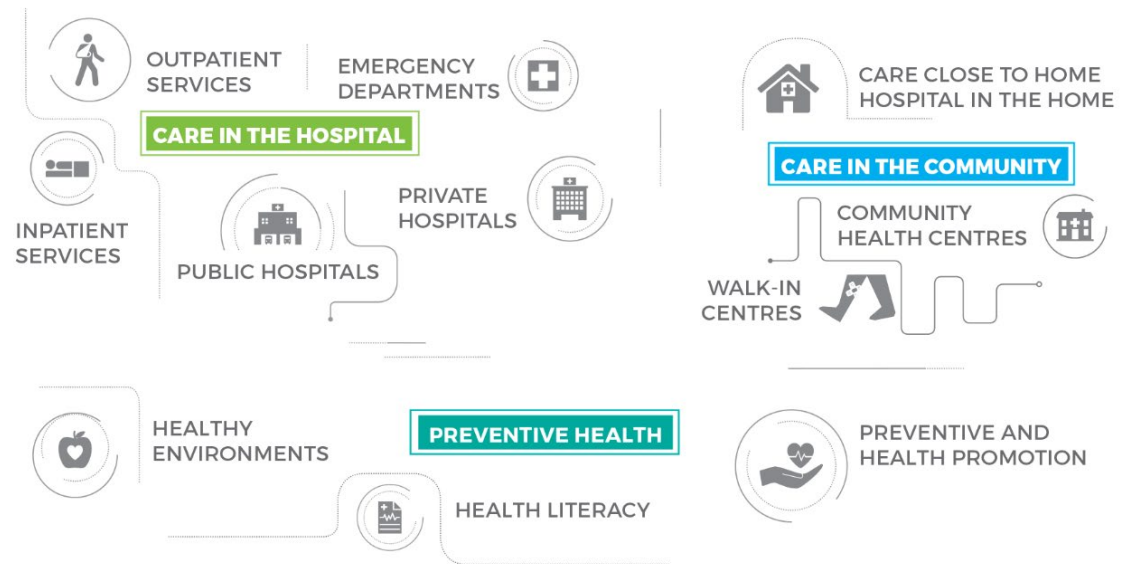 OUTPATIENT
SERVICES
EMERGENCY
DEPARTMENTS
CARE IN THE HOSPITAL
INPATIENT
SERVICES
PUBLIC HOSPITALS
PRIVATE
HOSPITALS
CARE CLOSE TO HOME
HOSPITAL IN THE HOME
CARE IN THE COMMUNITY
COMMUNITY
HEALTH CENTRES
WALK-IN
CENTRES
HEALTHY
ENVIRONMENTS
PREVENTIVE HEALTH
HEALTH LITERACY
PREVENTIVE AND
HEALTH PROMOTION